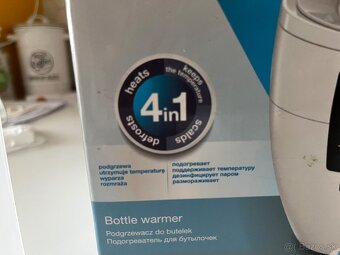 heats
keeps
the temperature
4in1
defrosts
scalds
podgrzewa
utrzymuje temperaturę
wyparza
rozmraża
подогревает
поддерживает температуру
дезинфицирует паром
размораживает
Bottle warmer
Podgrzewacz do butelek
Подогреватель для бутылочек